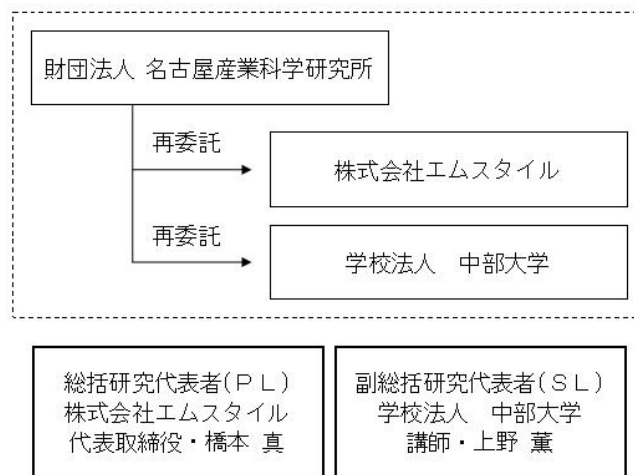 財団法人 名古屋産業科学研究所
再委託
株式会社エムスタイル
再委託
学校法人　中部大学
総括研究代表者(ＰＬ)
株式会社エムスタイル
代表取締役・橋本 真
副総括研究代表者(ＳＬ)
学校法人　中部大学
講師・上野 薫